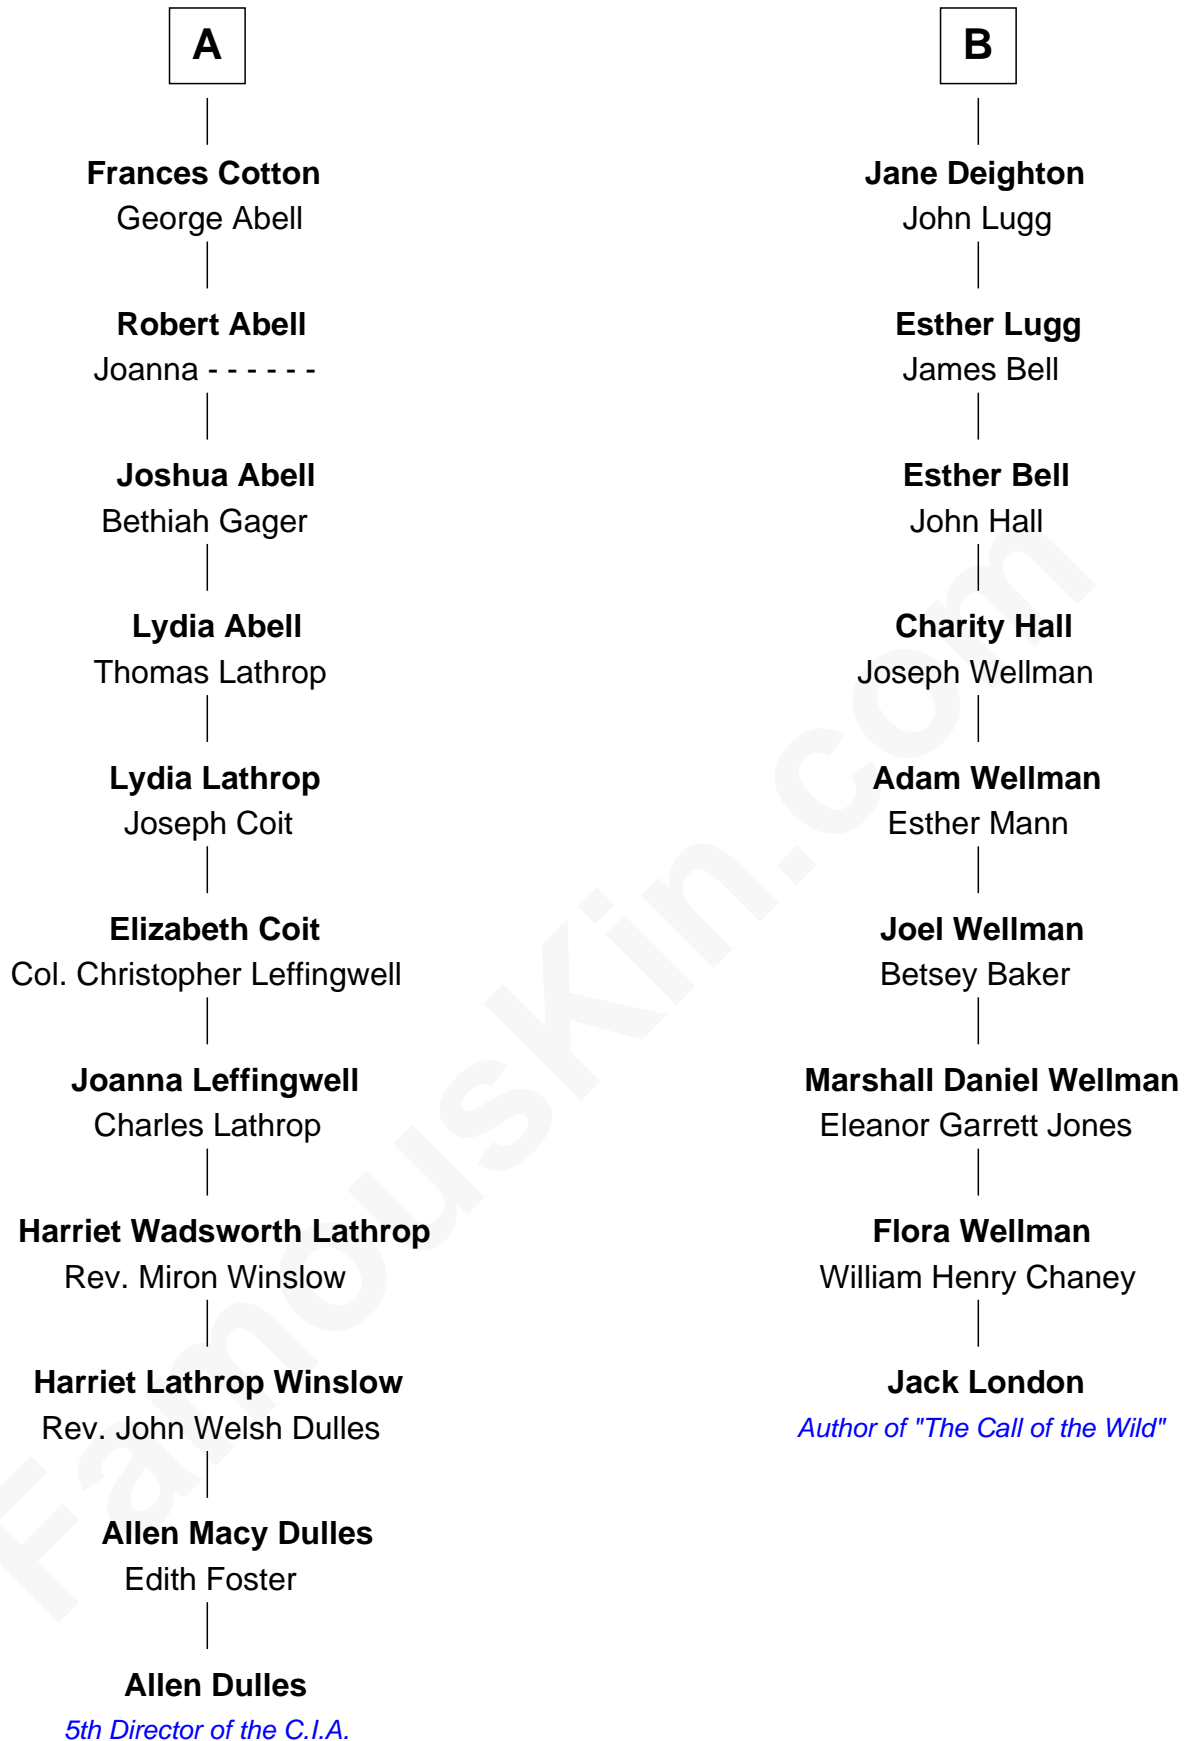 A
Frances Cotton
George Abell
Robert Abell
Joanna - - - - - -
Joshua Abell
Bethiah Gager
Lydia Abell
Thomas Lathrop
Lydia Lathrop
Joseph Coit
Elizabeth Coit
Col. Christopher Leffingwell
Joanna Leffingwell
Charles Lathrop
Harriet Wadsworth Lathrop
Rev. Miron Winslow
Harriet Lathrop Winslow
Rev. John Welsh Dulles
Allen Macy Dulles
Edith Foster
Allen Dulles
5th Director of the C.I.A.
B
Jane Deighton
John Lugg
Esther Lugg
James Bell
Esther Bell
John Hall
Charity Hall
Joseph Wellman
Adam Wellman
Esther Mann
Joel Wellman
Betsey Baker
Marshall Daniel Wellman
Eleanor Garrett Jones
Flora Wellman
William Henry Chaney
Jack London
Author of "The Call of the Wild"
FamousKin.com